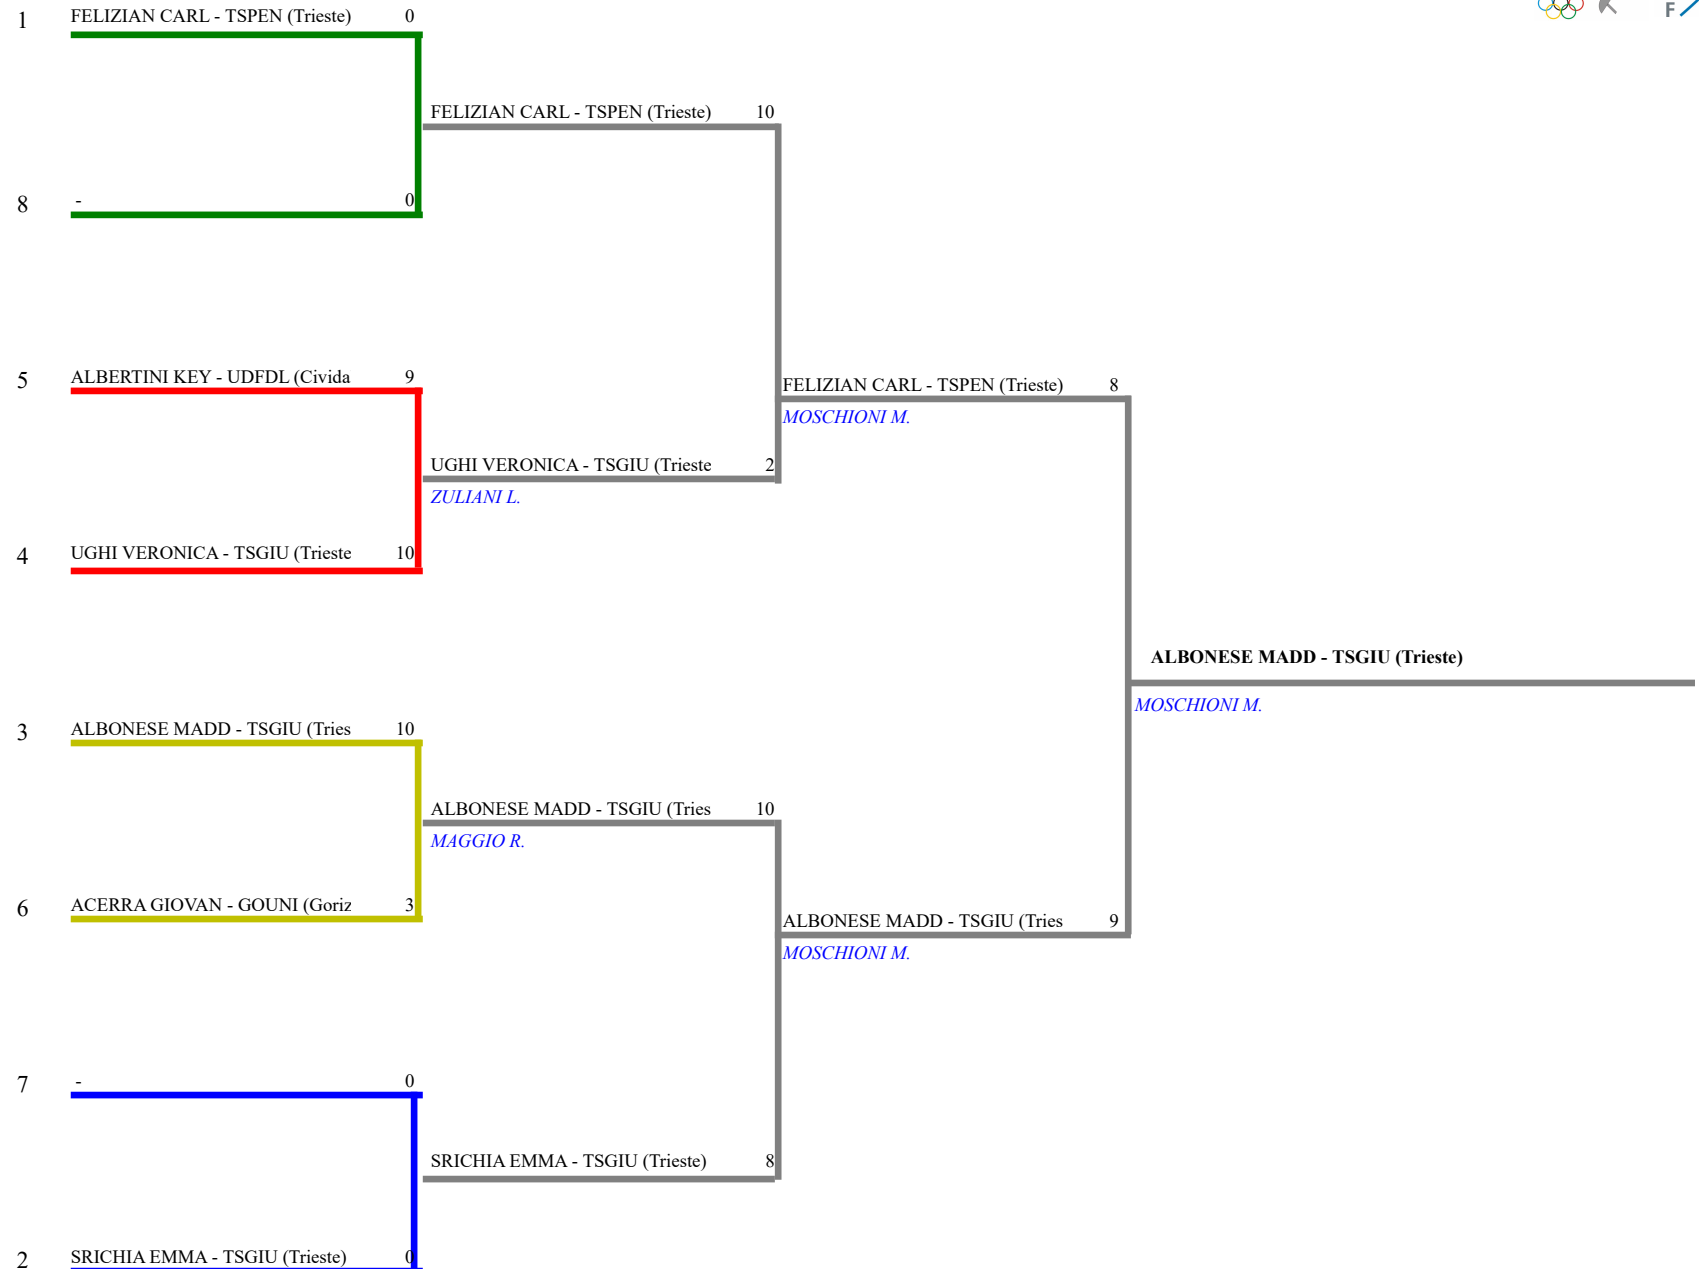 1 FELIZIAN CARL - TSPEN (Trieste) 0
F
FELIZIAN CARL - TSPEN (Trieste) 10
8 - 0
5 ALBERTINI KEY - UDFDL (Civida 9
FELIZIAN CARL - TSPEN (Trieste) 8
MOSCHIONI M.
UGHI VERONICA - TSGIU (Trieste 2
ZULIANI L.
4 UGHI VERONICA - TSGIU (Trieste 10
ALBONESE MADD - TSGIU (Trieste)
MOSCHIONI M.
3 ALBONESE MADD - TSGIU (Tries 10
ALBONESE MADD - TSGIU (Tries 10
MAGGIO R.
6 ACERRA GIOVAN - GOUNI (Goriz 3
ALBONESE MADD - TSGIU (Tries 9
MOSCHIONI M.
7 - 0
SRICHIA EMMA - TSGIU (Trieste) 8
2 SRICHIA EMMA - TSGIU (Trieste) 0